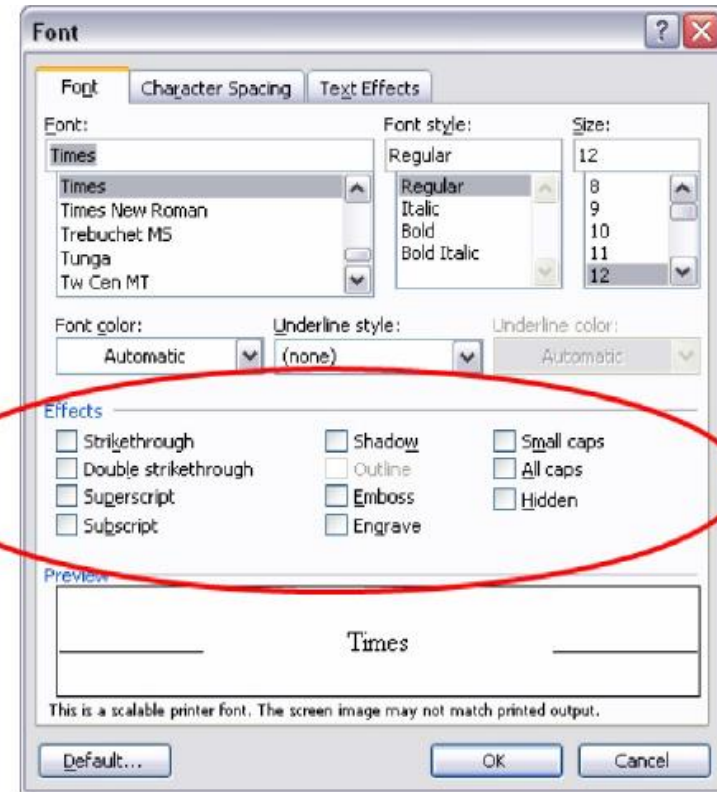 Font
Font Character Spacing Text Effects
Font: Font style: Size:
Times Regular 12
Times Regular 8
Times New Roman Italic 9
Trebuchet MS Bold 10
Tunga Bold Italic 11
Tw Cen MT 12
Font color: Underline style: Underline color:
Automatic (none) Automatic
Effects
Strikethrough Shadow Small caps
Double strikethrough Outline All caps
Superscript Emboss Hidden
Subscript Engrave
Preview
Times
This is a scalable printer font. The screen image may not match printed output.
Default... OK Cancel